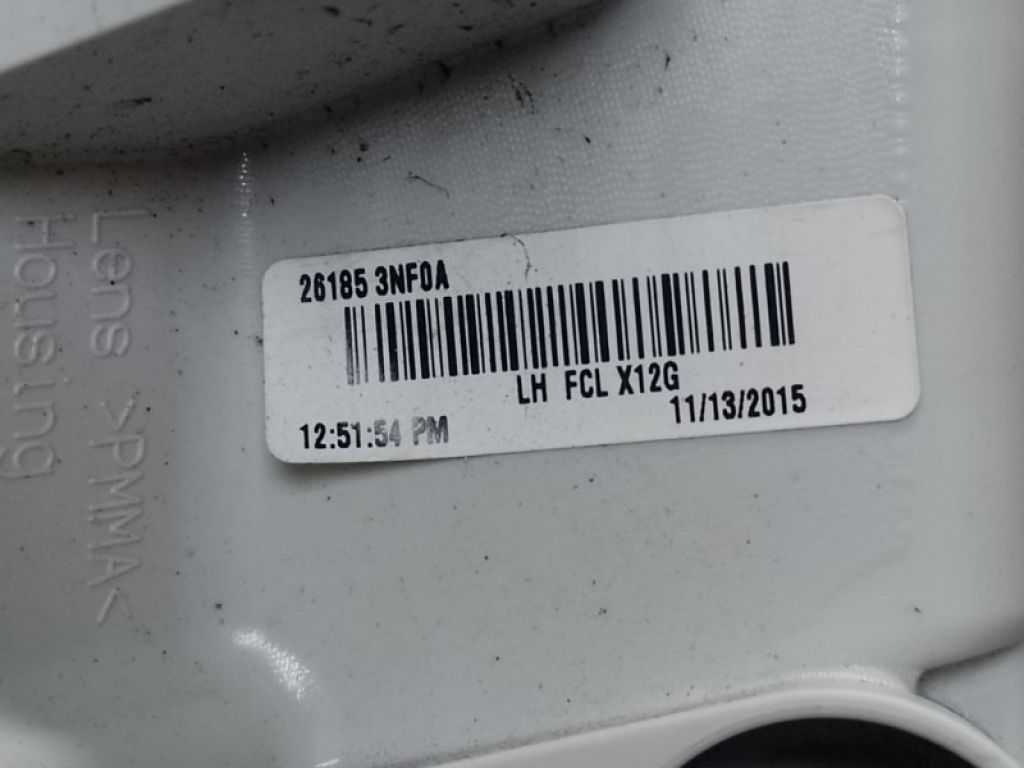 26185 3NF0A
LH FCL X12G
12:51:54 PM
11/13/2015
Lens >PMMA<
Housing